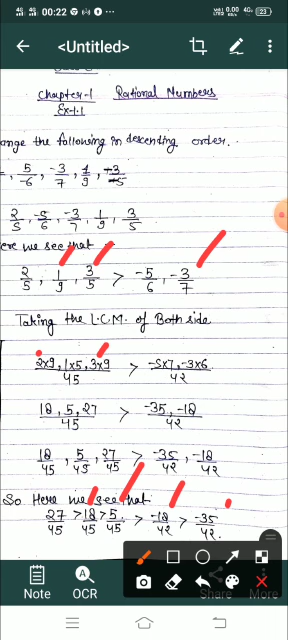 00:22
0.00
4G
23
<Untitled>
Chapter-1 Rational Numbers
Ex-1.1
ange the following in descending order.
, 5/-6, -3/7, 1/9, -3/-5
2/5, -5/6, -3/7, 1/9, 3/5
ere we see that
2/5, 1/9, 3/5 > -5/6, -3/7
Taking the L.C.M. of Both side
2×9, 1×5, 3×9/45 > -5×7, -3×6/42
18, 5, 27/45 > -35, -18/42
18/45, 5/45, 27/45 > -35/42, -18/42
So Here we see that
27/45 > 18/45 > 5/45 > -18/42 > -35/42.
Note
OCR
Share
More